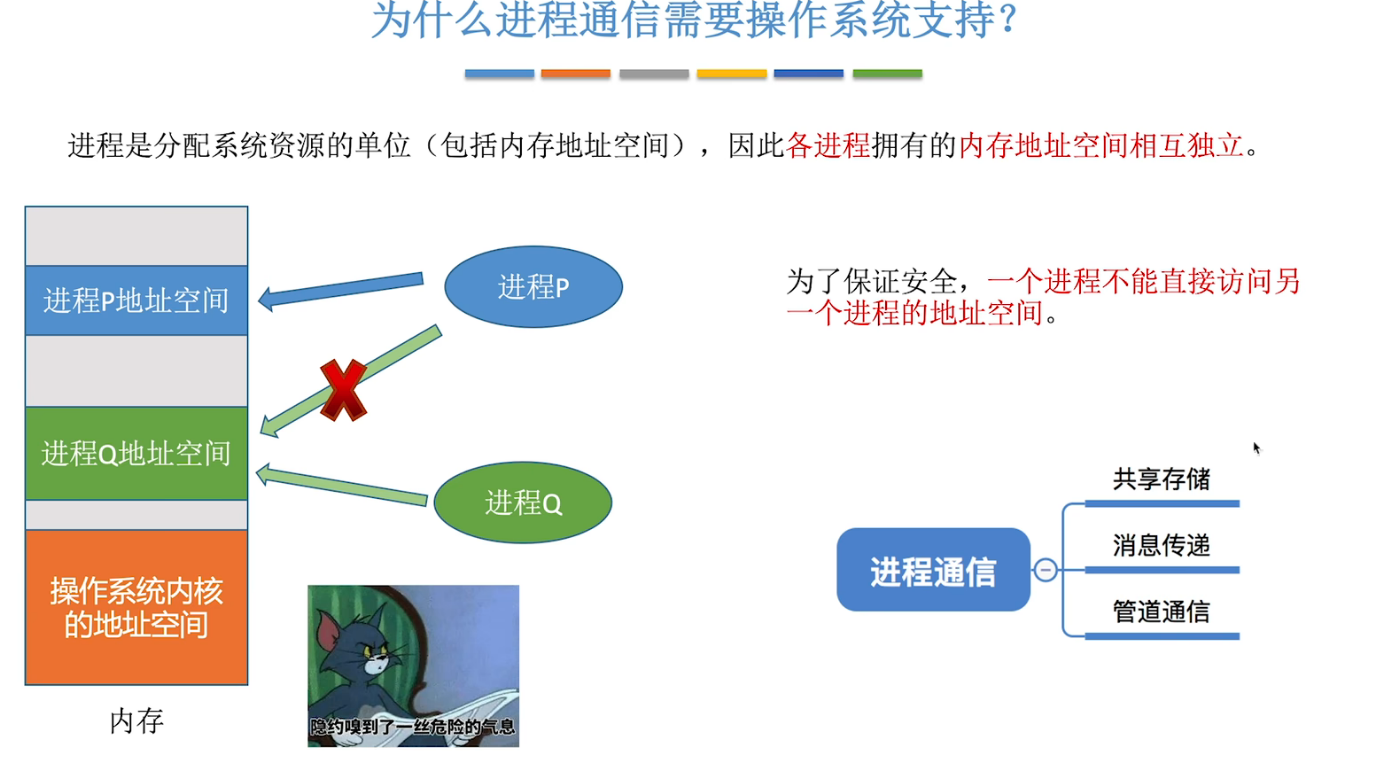 为什么进程通信需要操作系统支持？
进程是分配系统资源的单位（包括内存地址空间），因此各进程拥有的内存地址空间相互独立。
进程P地址空间
进程Q地址空间
操作系统内核
的地址空间
内存
进程P
进程Q
隐约嗅到了一丝危险的气息
为了保证安全，一个进程不能直接访问另
一个进程的地址空间。
进程通信
共享存储
消息传递
管道通信